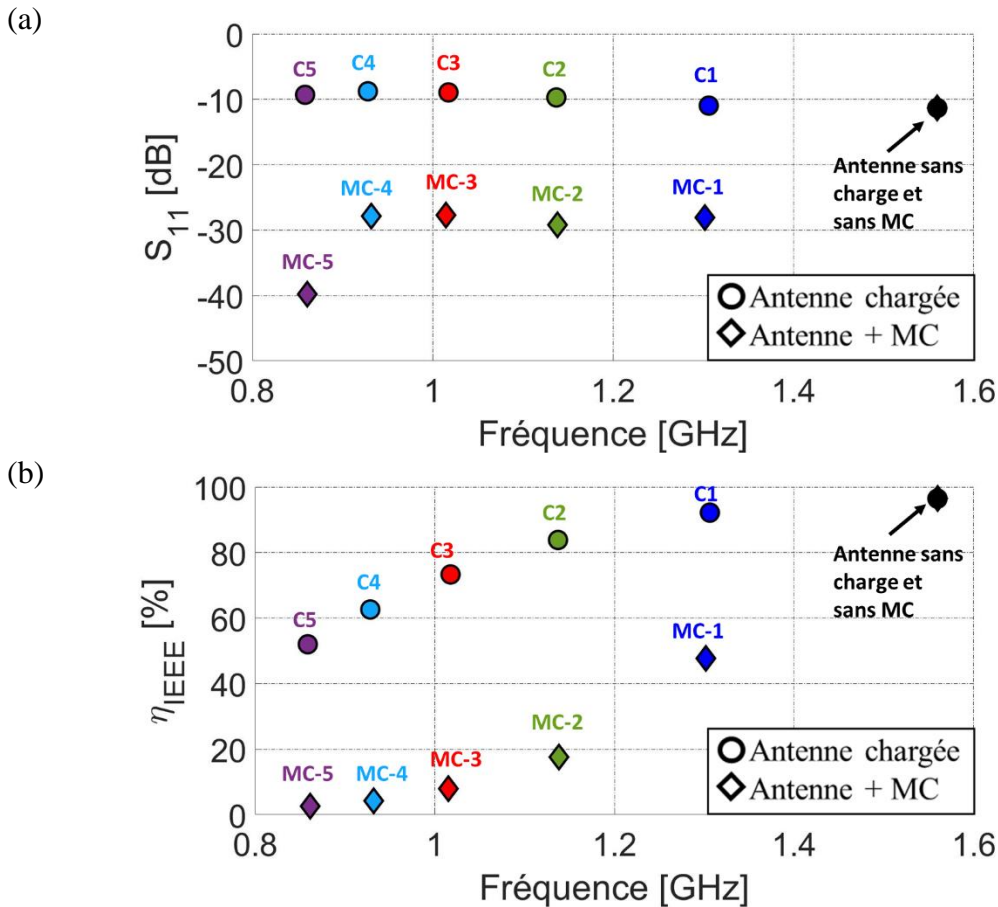 (a)
0
-10
-20
-30
-40
-50
S11 [dB]
C5
C4
C3
C2
C1
MC-4
MC-3
MC-2
MC-1
MC-5
Antenne sans
charge et
sans MC
Antenne chargée
Antenne + MC
0.8
1
1.2
1.4
1.6
Fréquence [GHz]
(b)
100
80
60
40
20
0
ηIEEE [%]
C1
C2
C3
C4
C5
MC-1
MC-2
MC-3
MC-4
MC-5
Antenne sans
charge et
sans MC
Antenne chargée
Antenne + MC
0.8
1
1.2
1.4
1.6
Fréquence [GHz]